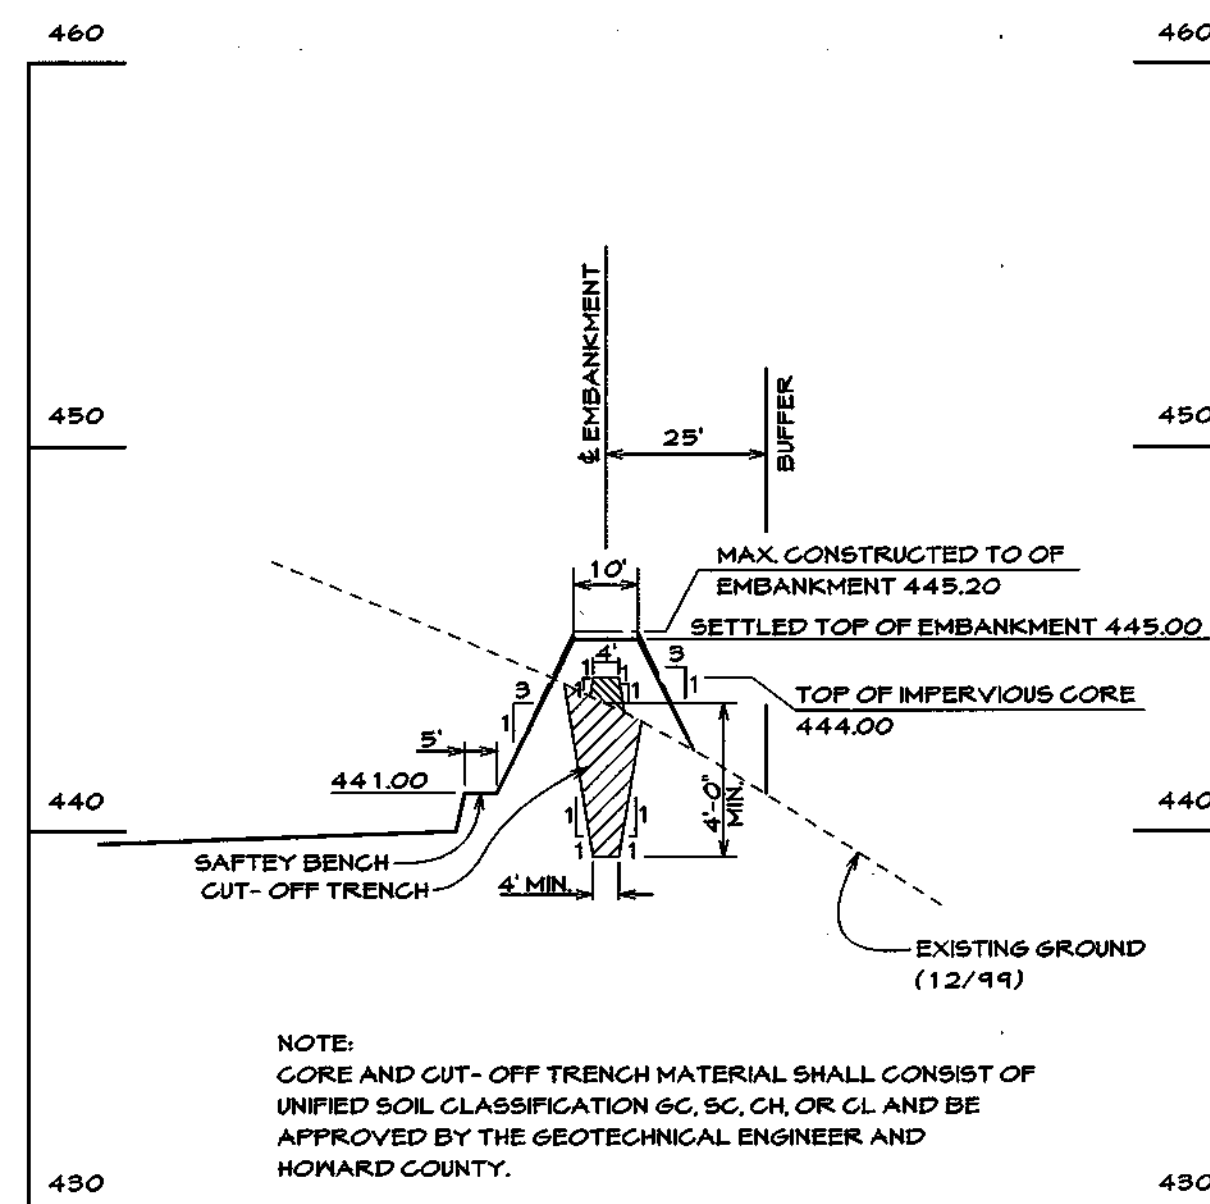 460
460
℄ EMBANKMENT
BUFFER
450
450
25'
MAX. CONSTRUCTED TO OF
EMBANKMENT 445.20
10'
SETTLED TOP OF EMBANKMENT 445.00
4'
1
1
1
1
3
1
3
1
TOP OF IMPERVIOUS CORE
444.00
5'
441.00
440
440
4'-0"
MIN.
1
1
1
1
SAFTEY BENCH
CUT- OFF TRENCH
4' MIN.
EXISTING GROUND
(12/99)
NOTE:
CORE AND CUT- OFF TRENCH MATERIAL SHALL CONSIST OF
UNIFIED SOIL CLASSIFICATION GC, SC, CH, OR CL AND BE
APPROVED BY THE GEOTECHNICAL ENGINEER AND
HOWARD COUNTY.
430
430